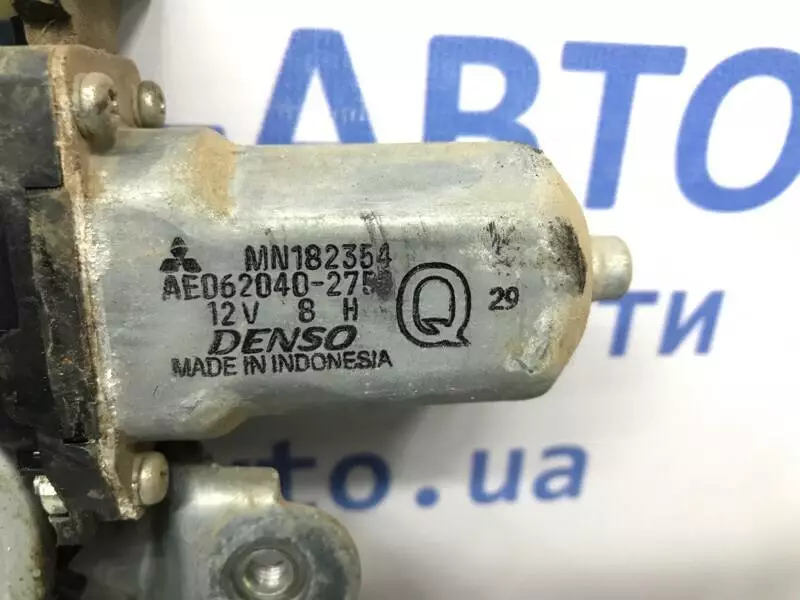 АВТО
MN182354
12V 8 H
Q
29
DENSO
MADE IN INDONESIA
ти
to.ua